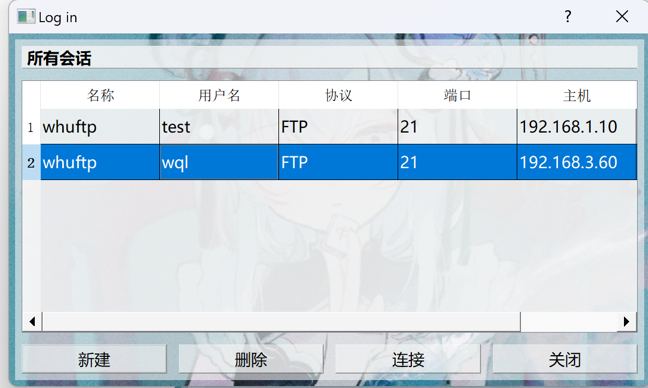 Log in ?
所有会话
名称 用户名 协议 端口 主机
1 whuftp test FTP 21 192.168.1.10
2 whuftp wql FTP 21 192.168.3.60
新建 删除 连接 关闭